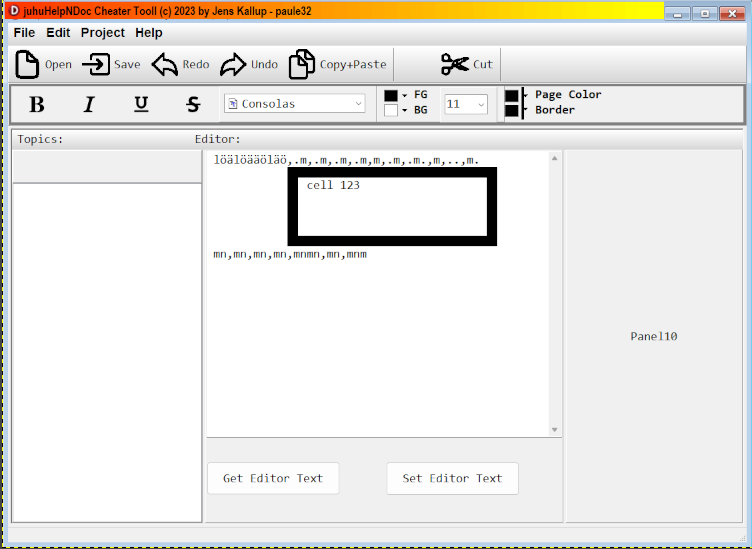 juhuHelpNDoc Cheater Tooll (c) 2023 by Jens Kallup - paule32
File Edit Project Help
Open Save Redo Undo Copy+Paste Cut
B I U S Consolas FG BG 11 Page Color Border
Topics: Editor:
löälöääöläö,.m,.m,.m,.m,m,.m,.m.,m,..,m.
cell 123
mn,mn,mn,mn,mnmn,mn,mnm
Panel10
Get Editor Text Set Editor Text